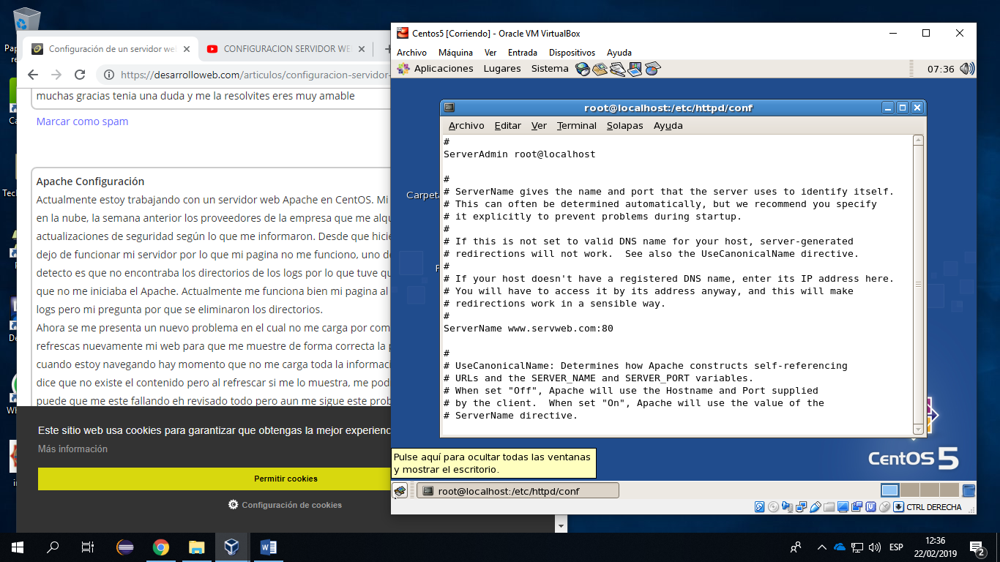 Configuración de un servidor we
CONFIGURACION SERVIDOR WE
https://desarrolloweb.com/articulos/configuracion-servidor-
muchas gracias tenia una duda y me la resolvites eres muy amable
Marcar como spam
Apache Configuración
Actualmente estoy trabajando con un servidor web Apache en CentOS. Mi
en la nube, la semana anterior los proveedores de la empresa que me alqu
actualizaciones de seguridad según lo que me informaron. Desde que hicie
dejo de funcionar mi servidor por lo que mi pagina no me funciono, uno de
detecto es que no encontraba los directorios de los logs por lo que tuve qu
que no me iniciaba el Apache. Actualmente me funciona bien mi pagina al
logs pero mi pregunta por que se eliminaron los directorios.
Ahora se me presenta un nuevo problema en el cual no me carga por com
refrescas nuevamente mi web para que me muestre de forma correcta la p
cuando estoy navegando hay momento que no me carga toda la informaci
dice que no existe el contenido pero al refrescar si me lo muestra, me pod
puede que me este fallando eh revisado todo pero aun me sigue este prob
Este sitio web usa cookies para garantizar que obtengas la mejor experienc
Más información
Permitir cookies
Configuración de cookies
Centos5 [Corriendo] - Oracle VM VirtualBox
Archivo Máquina Ver Entrada Dispositivos Ayuda
Aplicaciones Lugares Sistema 07:36
Carpeta
root@localhost:/etc/httpd/conf
Archivo Editar Ver Terminal Solapas Ayuda
#
ServerAdmin root@localhost
#
# ServerName gives the name and port that the server uses to identify itself.
# This can often be determined automatically, but we recommend you specify
# it explicitly to prevent problems during startup.
#
# If this is not set to valid DNS name for your host, server-generated
# redirections will not work.  See also the UseCanonicalName directive.
#
# If your host doesn't have a registered DNS name, enter its IP address here.
# You will have to access it by its address anyway, and this will make
# redirections work in a sensible way.
#
ServerName www.servweb.com:80
#
# UseCanonicalName: Determines how Apache constructs self-referencing
# URLs and the SERVER_NAME and SERVER_PORT variables.
# When set "Off", Apache will use the Hostname and Port supplied
# by the client.  When set "On", Apache will use the value of the
# ServerName directive.
CentOS 5
Pulse aquí para ocultar todas las ventanas
y mostrar el escritorio.
root@localhost:/etc/httpd/conf
CTRL DERECHA
ESP
12:36
22/02/2019
2